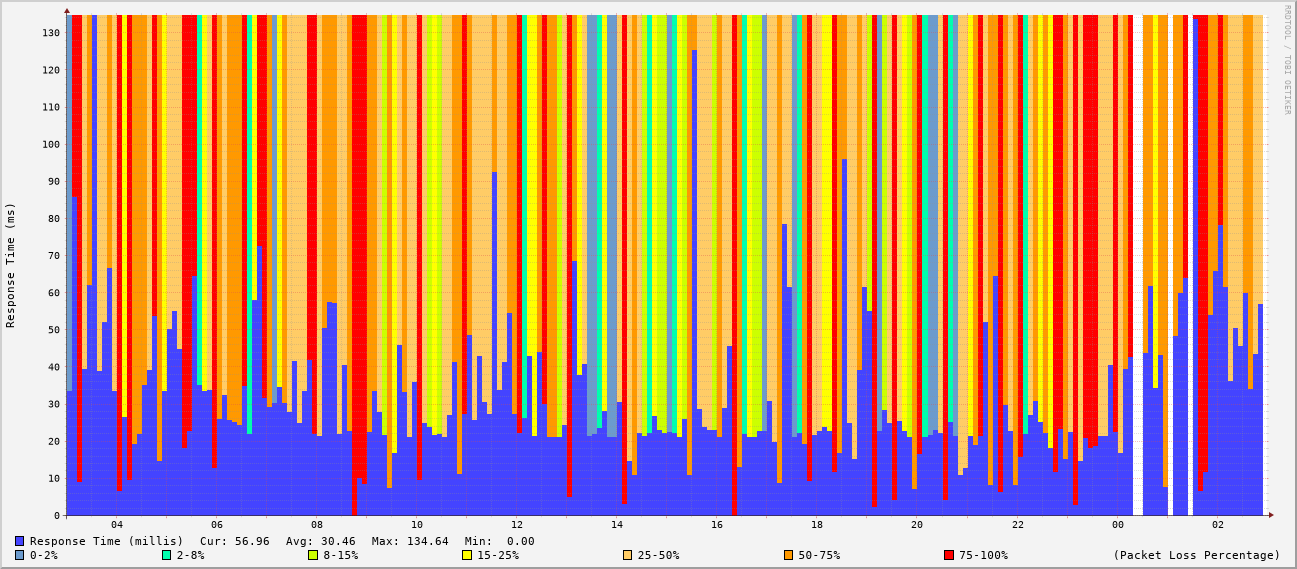 RRDTOOL / TOBI OETIKER
Response Time (ms)
130
120
110
100
90
80
70
60
50
40
30
20
10
0
04 06 08 10 12 14 16 18 20 22 00 02
Response Time (millis) Cur: 56.96 Avg: 30.46 Max: 134.64 Min: 0.00
0-2% 2-8% 8-15% 15-25% 25-50% 50-75% 75-100% (Packet Loss Percentage)